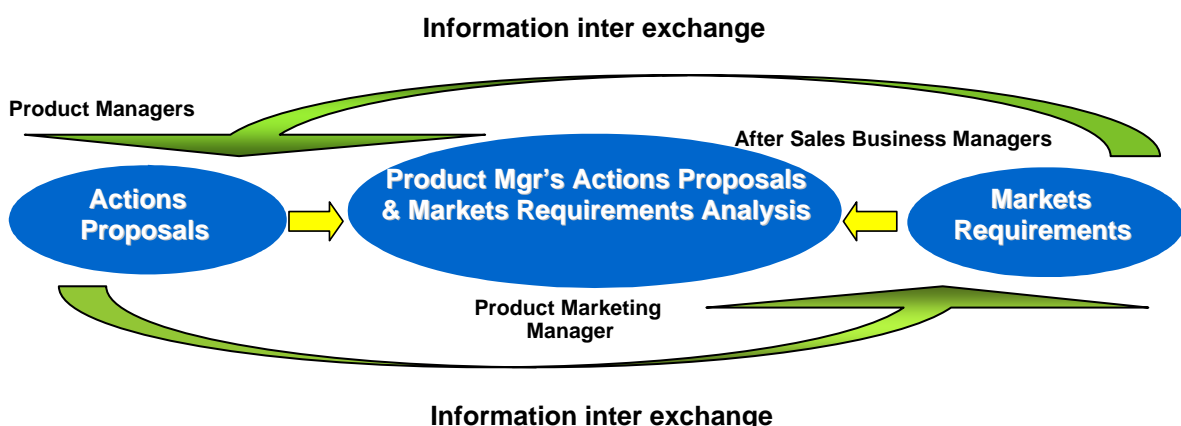 Information inter exchange
Product Managers
After Sales Business Managers
Product Mgr's Actions Proposals
& Markets Requirements Analysis
Actions
Proposals
Markets
Requirements
Product Marketing
Manager
Information inter exchange